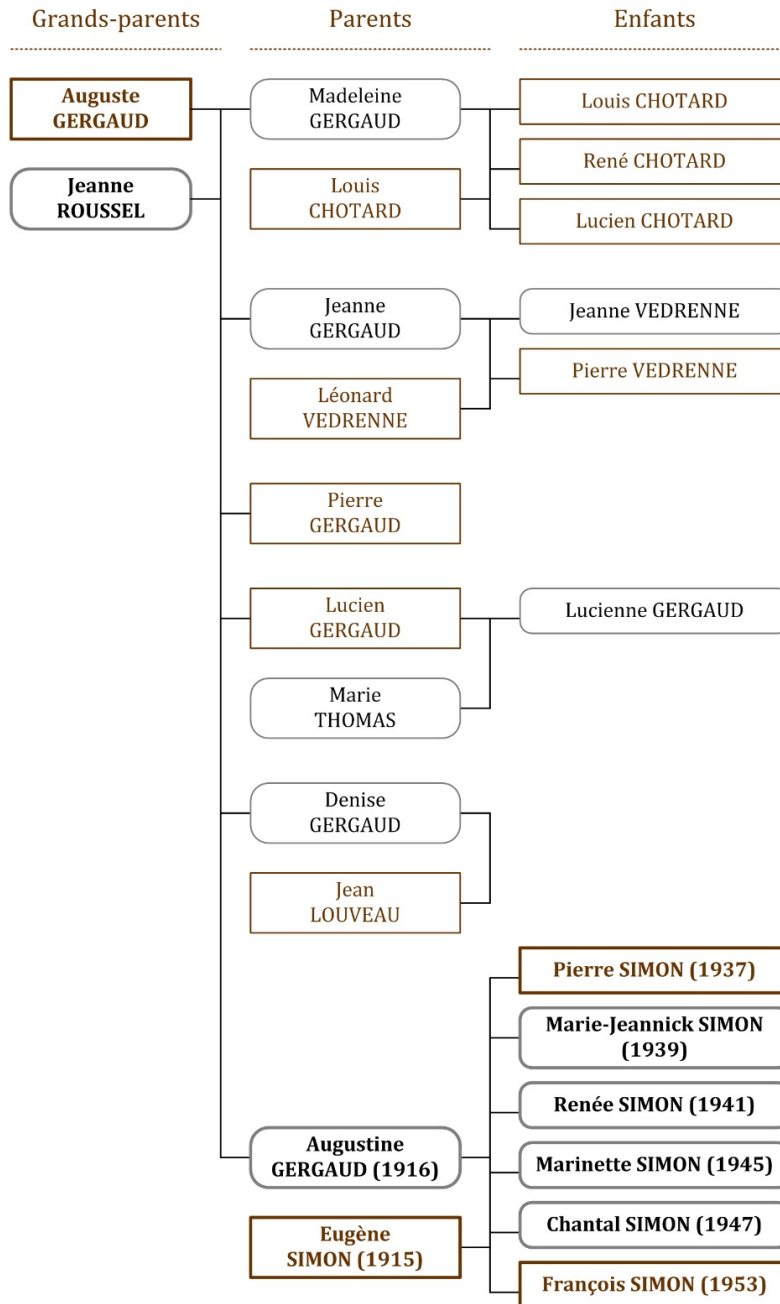 Grands-parents
Parents
Enfants
Auguste
GERGAUD
Jeanne
ROUSSEL
Madeleine
GERGAUD
Louis
CHOTARD
Louis CHOTARD
René CHOTARD
Lucien CHOTARD
Jeanne
GERGAUD
Léonard
VEDRENNE
Jeanne VEDRENNE
Pierre VEDRENNE
Pierre
GERGAUD
Lucien
GERGAUD
Marie
THOMAS
Lucienne GERGAUD
Denise
GERGAUD
Jean
LOUVEAU
Augustine
GERGAUD (1916)
Eugène
SIMON (1915)
Pierre SIMON (1937)
Marie-Jeannick SIMON
(1939)
Renée SIMON (1941)
Marinette SIMON (1945)
Chantal SIMON (1947)
François SIMON (1953)